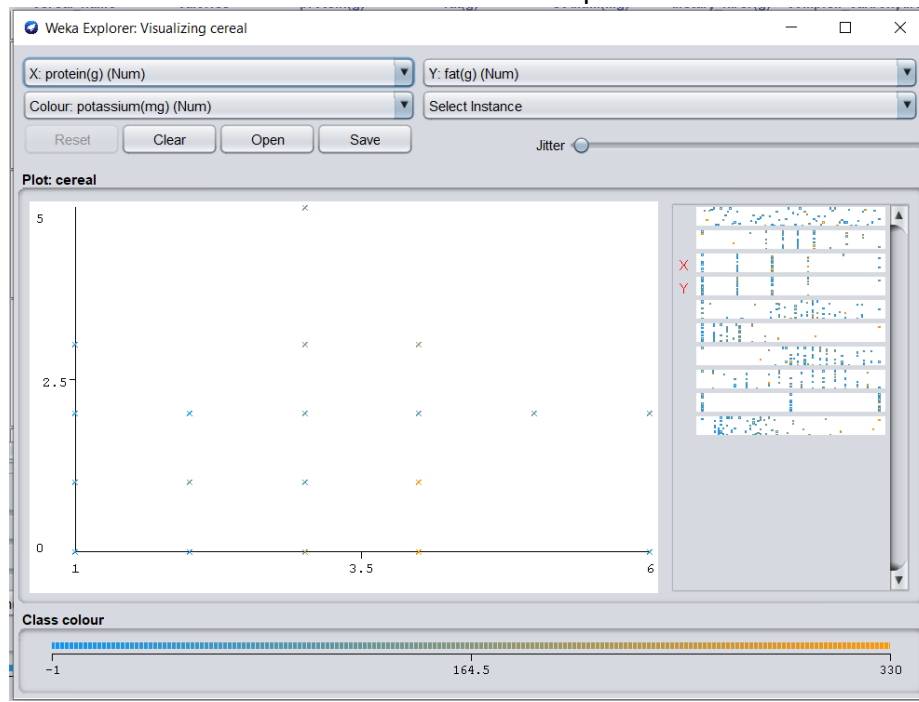 Weka Explorer: Visualizing cereal
X: protein(g) (Num)
Y: fat(g) (Num)
Colour: potassium(mg) (Num)
Select Instance
Reset
Clear
Open
Save
Jitter
Plot: cereal
5
2.5
0
1
3.5
6
X
Y
Class colour
-1
164.5
330